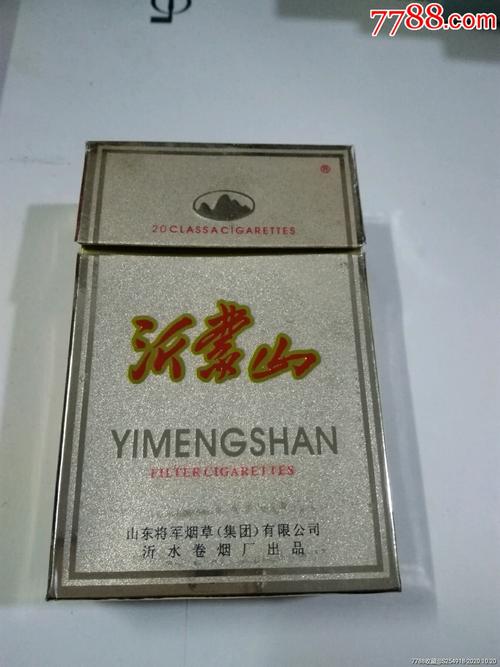 7788.com
®
20 CLASS A CIGARETTES
沂蒙山
YIMENGSHAN
FILTER CIGARETTES
山东将军烟草(集团)有限公司
沂水卷烟厂出品